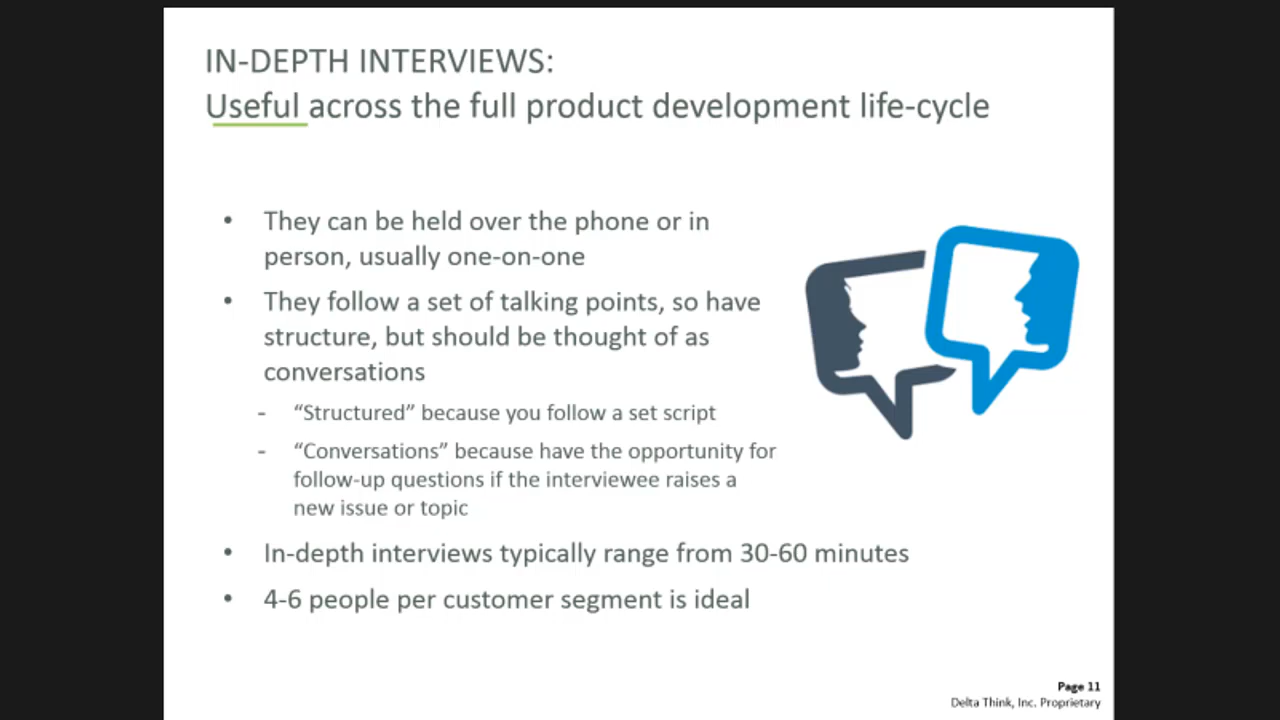 IN-DEPTH INTERVIEWS:
Useful across the full product development life-cycle
• They can be held over the phone or in
person, usually one-on-one
• They follow a set of talking points, so have
structure, but should be thought of as
conversations
- “Structured” because you follow a set script
- “Conversations” because have the opportunity for
follow-up questions if the interviewee raises a
new issue or topic
• In-depth interviews typically range from 30-60 minutes
• 4-6 people per customer segment is ideal
Page 11
Delta Think, Inc. Proprietary